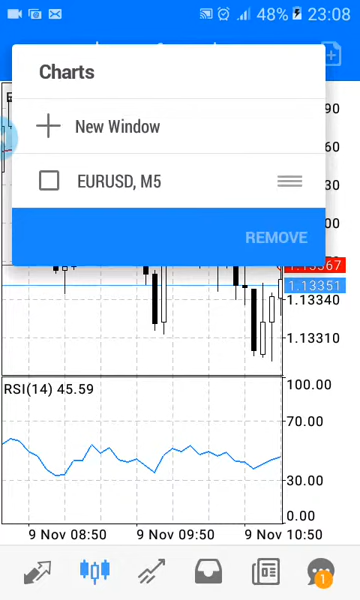 48% 23:08
Charts
New Window
EURUSD, M5
REMOVE
90
60
30
1.13367
1.13351
1.13340
1.13310
RSI(14) 45.59
100.00
70.00
30.00
0.00
9 Nov 08:50 9 Nov 09:50 9 Nov 10:50
1